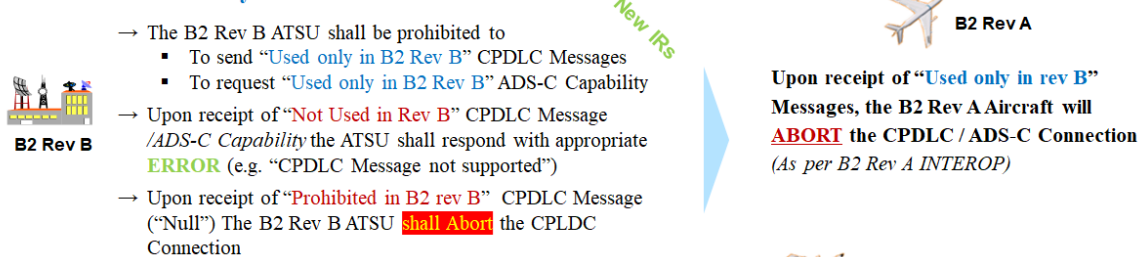 New IRs
→ The B2 Rev B ATSU shall be prohibited to
▪ To send “Used only in B2 Rev B” CPDLC Messages
▪ To request “Used only in B2 Rev B” ADS-C Capability
→ Upon receipt of “Not Used in Rev B” CPDLC Message
/ADS-C Capability the ATSU shall respond with appropriate
ERROR (e.g. “CPDLC Message not supported”)
→ Upon receipt of “Prohibited in B2 rev B” CPDLC Message
(“Null”) The B2 Rev B ATSU shall Abort the CPLDC
Connection
B2 Rev B
B2 Rev A
Upon receipt of “Used only in rev B”
Messages, the B2 Rev A Aircraft will
ABORT the CPDLC / ADS-C Connection
(As per B2 Rev A INTEROP)